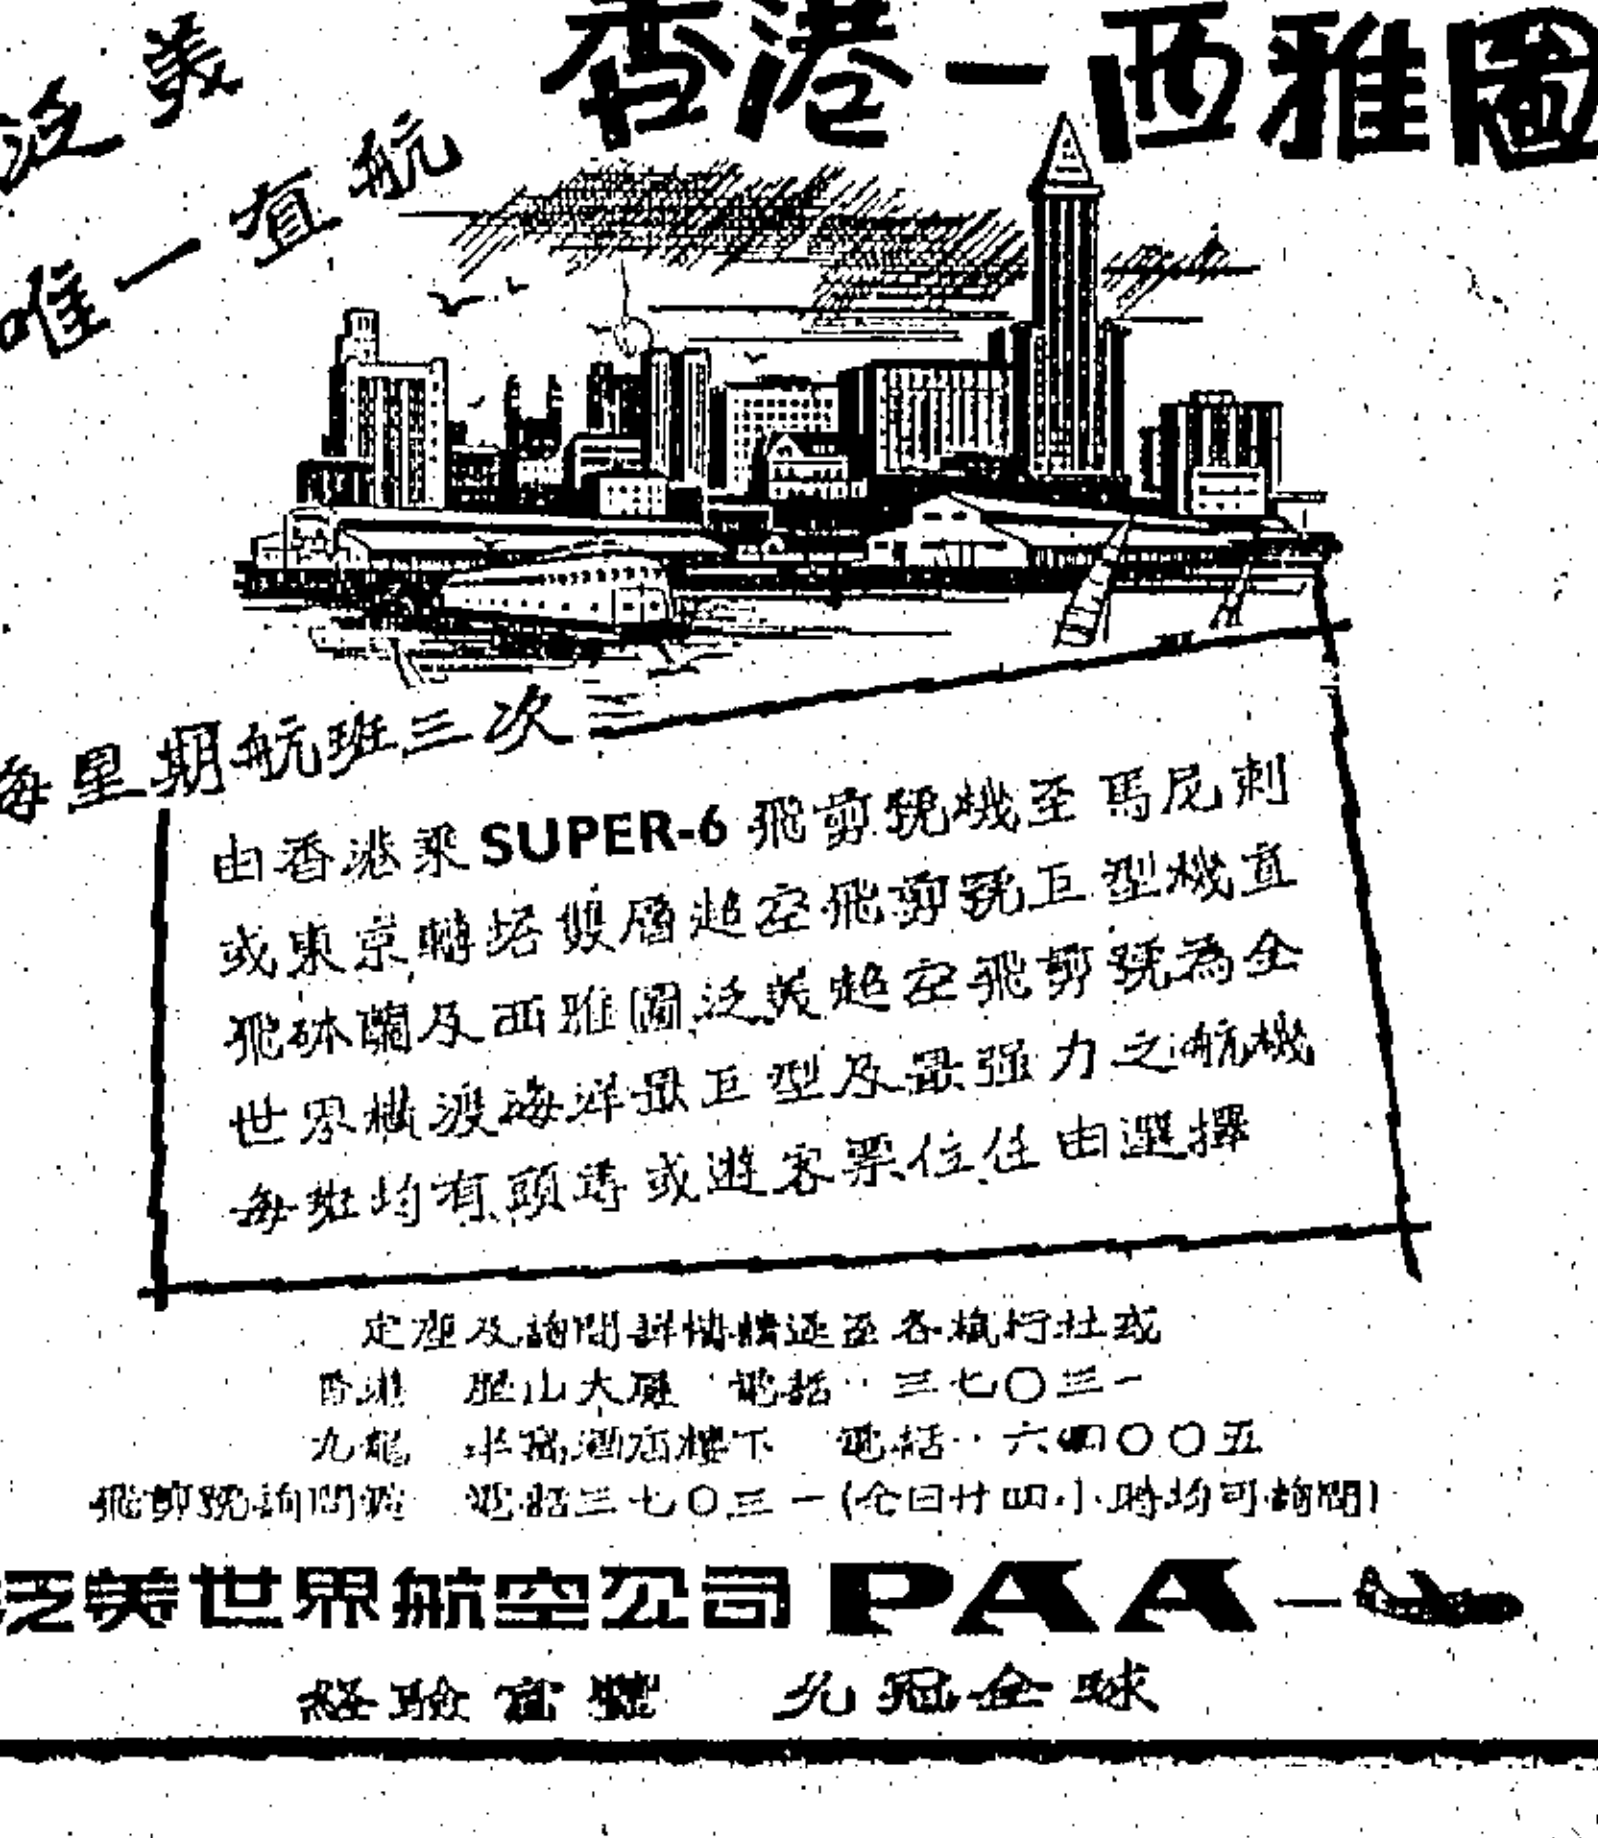 香港－西雅圖
泛美
唯一直航
每星期航班三次
由香港乘SUPER-6飛剪號機至馬尼剌
或東京轉搭雙層超空飛剪號巨型機直
飛砵蘭及西雅圖,泛美超空飛剪號為全
世界橫渡海洋最巨型及最强力之航機
每班均有頭等或遊客票位任由選擇
定座及詢問詳情請逕至各旅行社或
香港 歷山大廈 電話：三七〇三一
九龍 半島酒店樓下 電話：六四〇〇五
飛剪號詢問處 電話三七〇三一(仝日廿四小時均可詢問)
泛美世界航空公司PAA
經驗富豐 尤冠全球